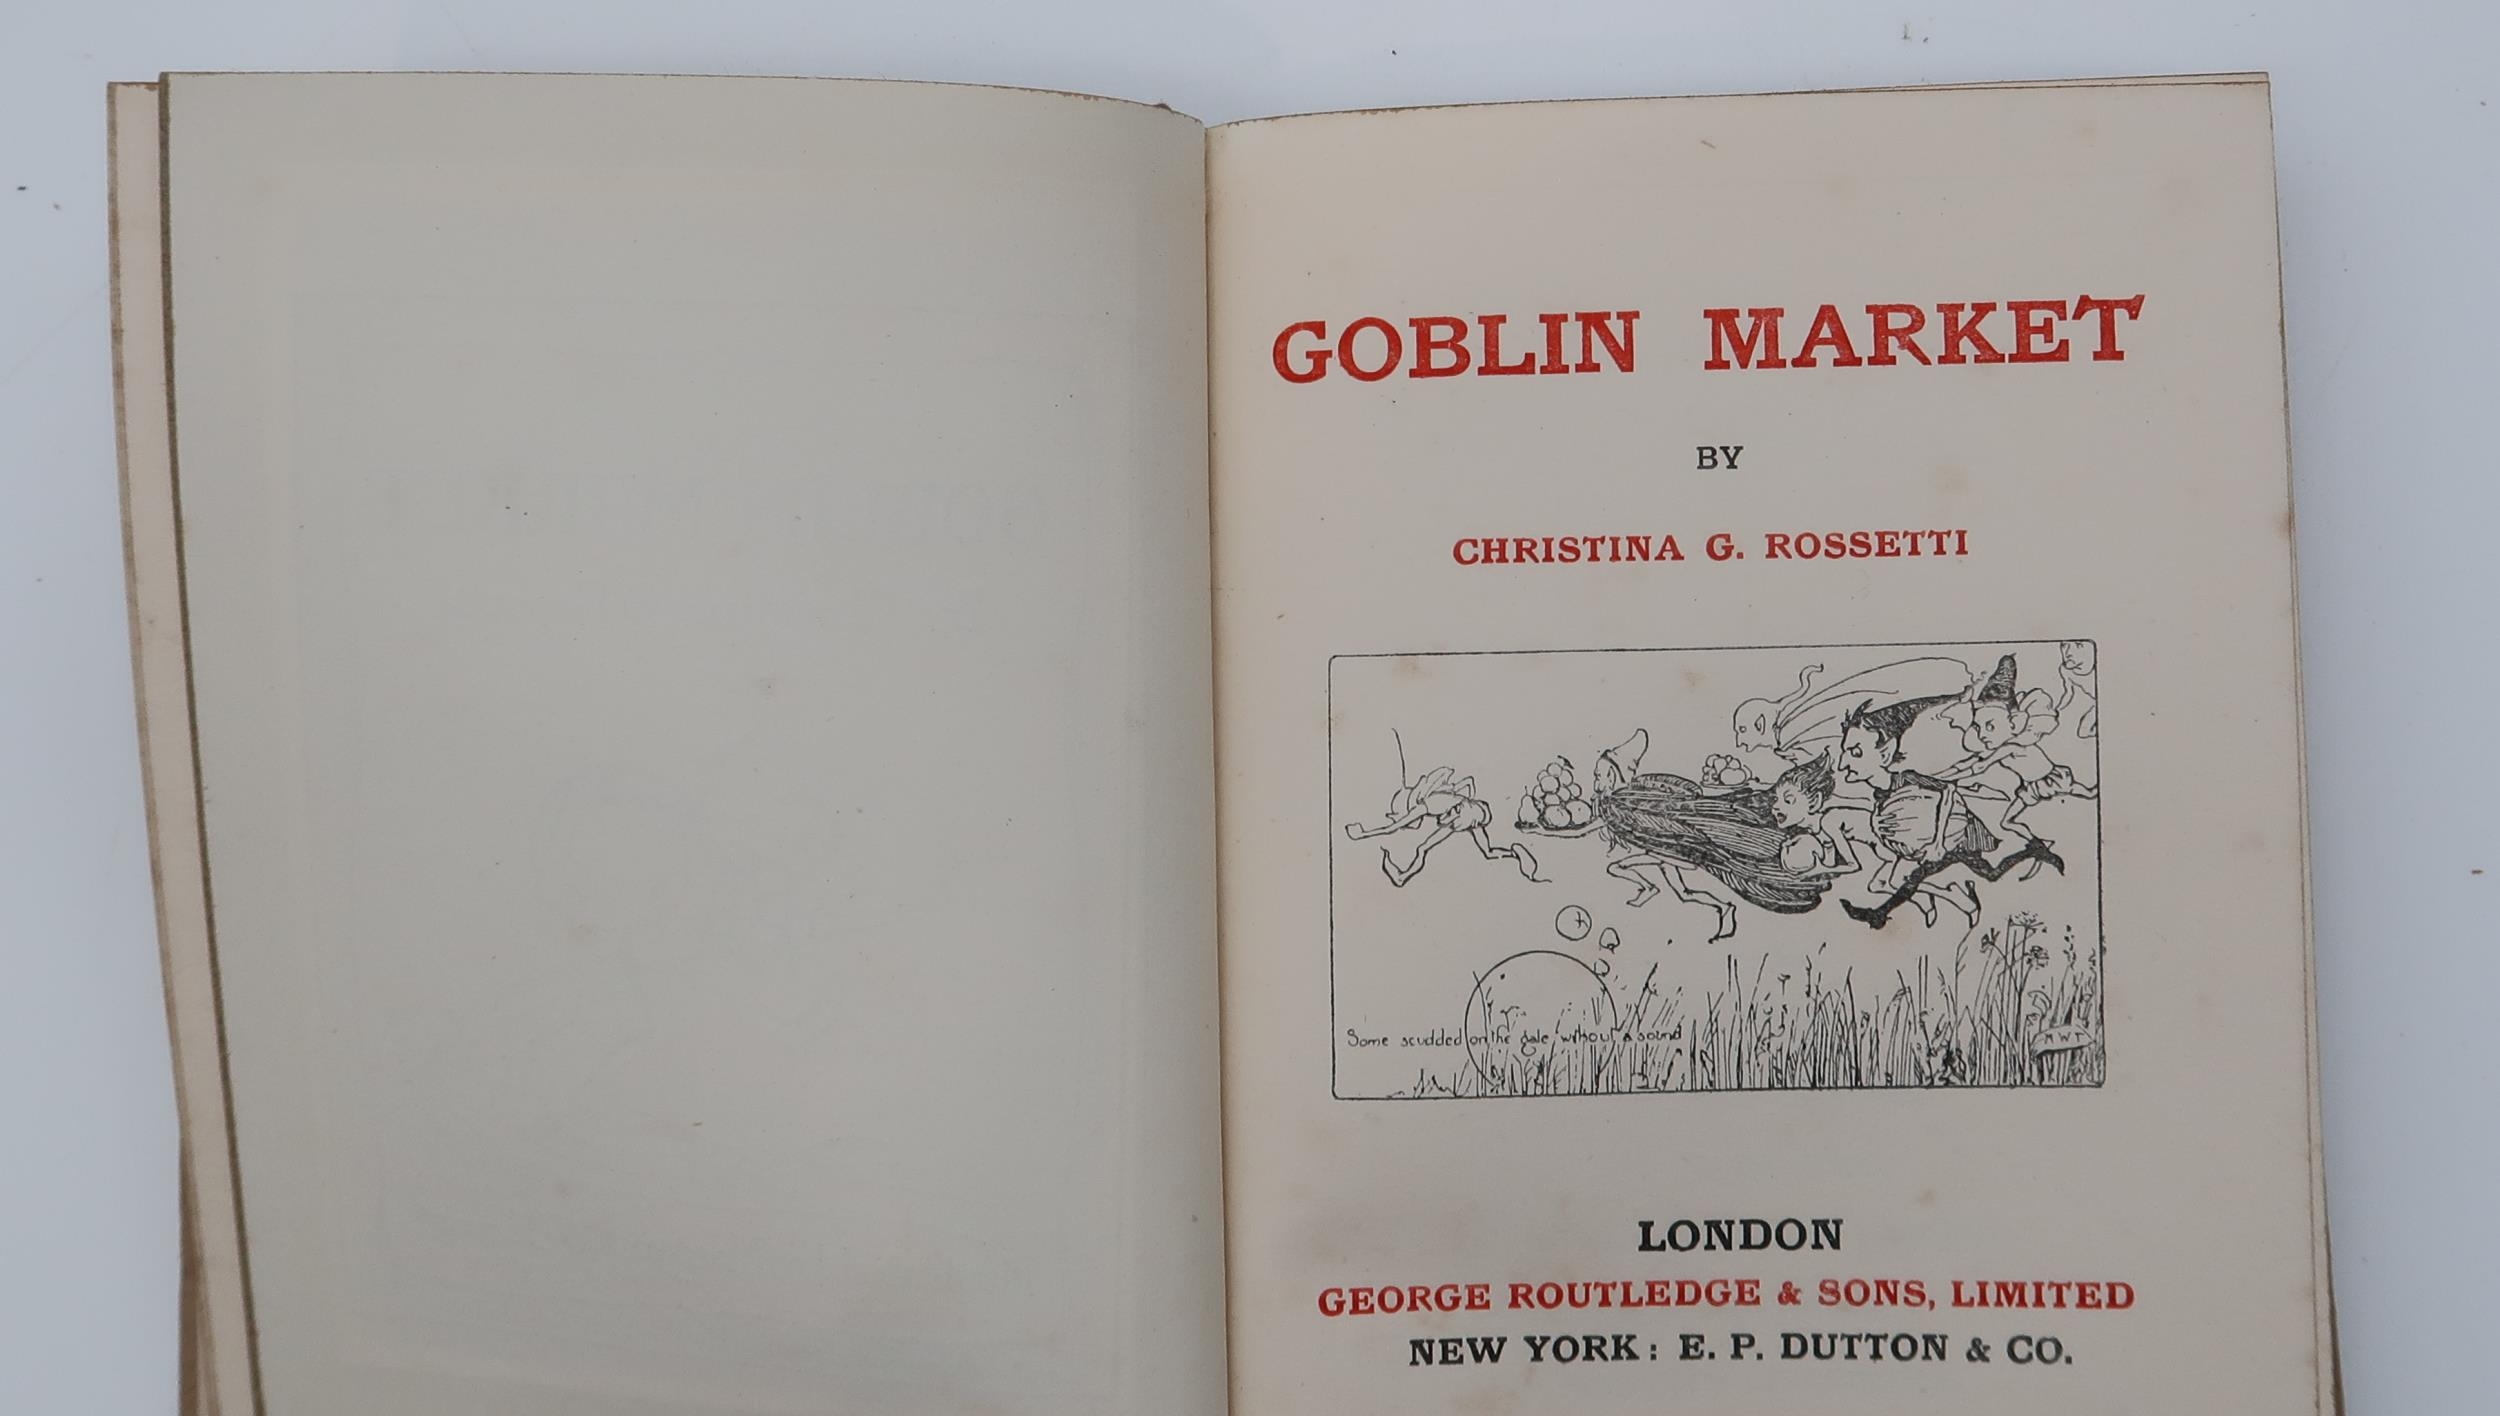 GOBLIN MARKET
BY
CHRISTINA G. ROSSETTI
Some scudded on the gale without a sound
MWT
LONDON
GEORGE ROUTLEDGE & SONS, LIMITED
NEW YORK: E. P. DUTTON & CO.